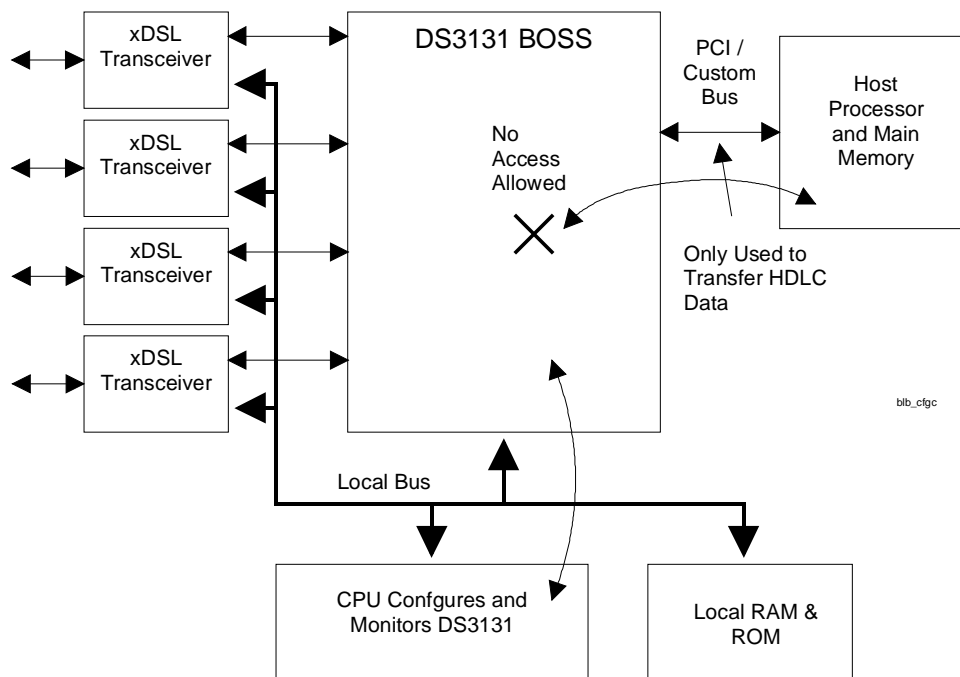 xDSL
Transceiver
xDSL
Transceiver
xDSL
Transceiver
xDSL
Transceiver
DS3131 BOSS
No
Access
Allowed
PCI /
Custom
Bus
Host
Processor
and Main
Memory
Only Used to
Transfer HDLC
Data
blb_cfgc
Local Bus
CPU Confgures and
Monitors DS3131
Local RAM &
ROM